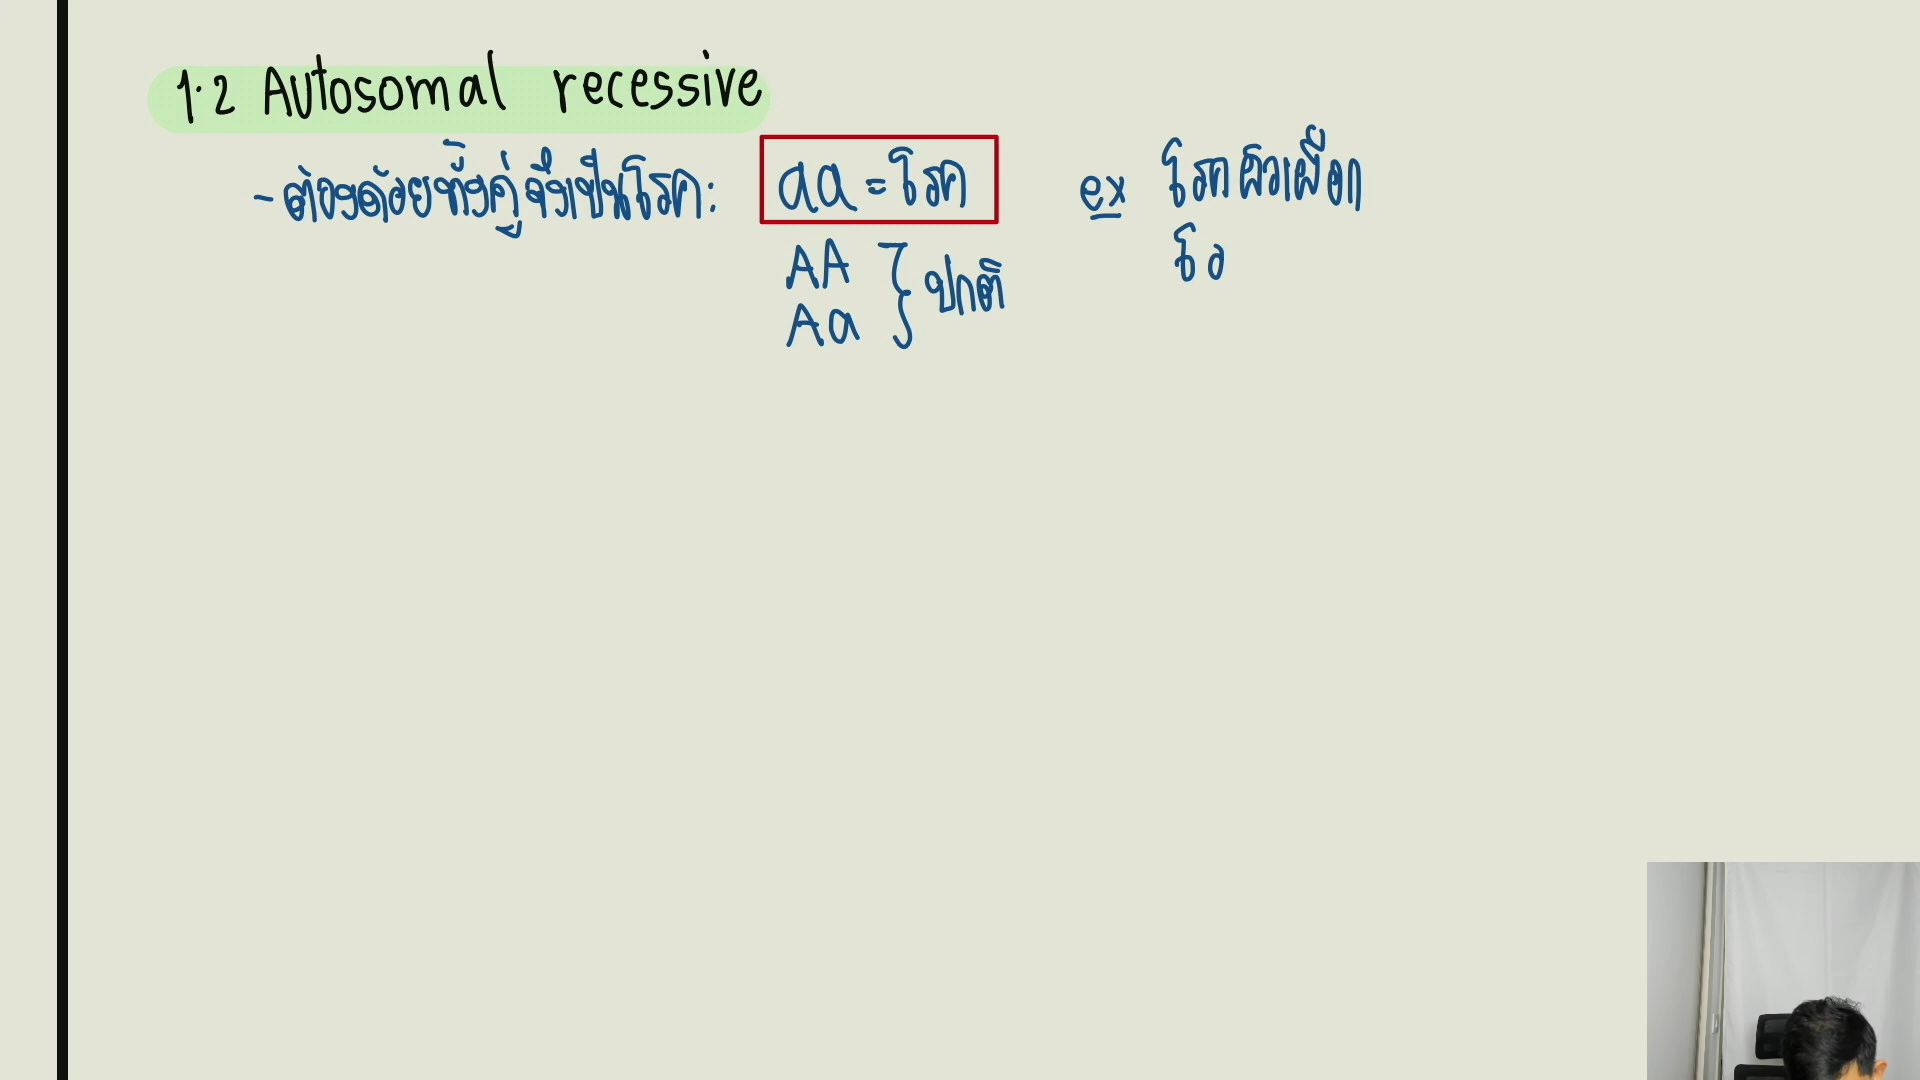 1.2 Autosomal recessive
- ต้องด้อยทั้งคู่ จึงเป็นโรค: aa = โรค ex โรคผิวเผือก
AA } ปกติ
Aa